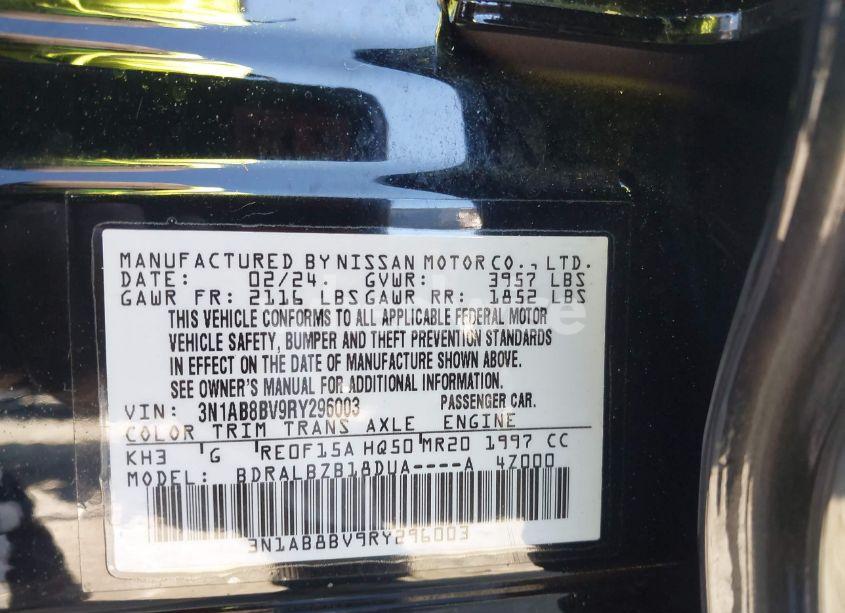 MANUFACTURED BY NISSAN MOTOR CO., LTD.
DATE: 02/24. GVWR: 3957 LBS
GAWR FR: 2116 LBS GAWR RR: 1852 LBS
THIS VEHICLE CONFORMS TO ALL APPLICABLE FEDERAL MOTOR
VEHICLE SAFETY, BUMPER AND THEFT PREVENTION STANDARDS
IN EFFECT ON THE DATE OF MANUFACTURE SHOWN ABOVE.
SEE OWNER'S MANUAL FOR ADDITIONAL INFORMATION.
VIN: 3N1AB8BV9RY296003 PASSENGER CAR.
COLOR TRIM TRANS AXLE ENGINE
KH3 G RE0F15A HQ50 MR20 1997 CC
MODEL: BDRALBZB18DUA----A 4Z000
3N1AB8BV9RY296003